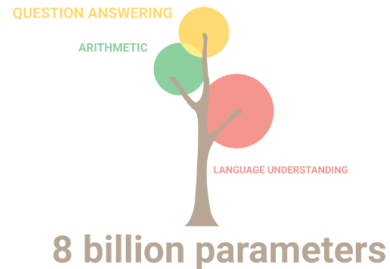 QUESTION ANSWERING
ARITHMETIC
LANGUAGE UNDERSTANDING
8 billion parameters